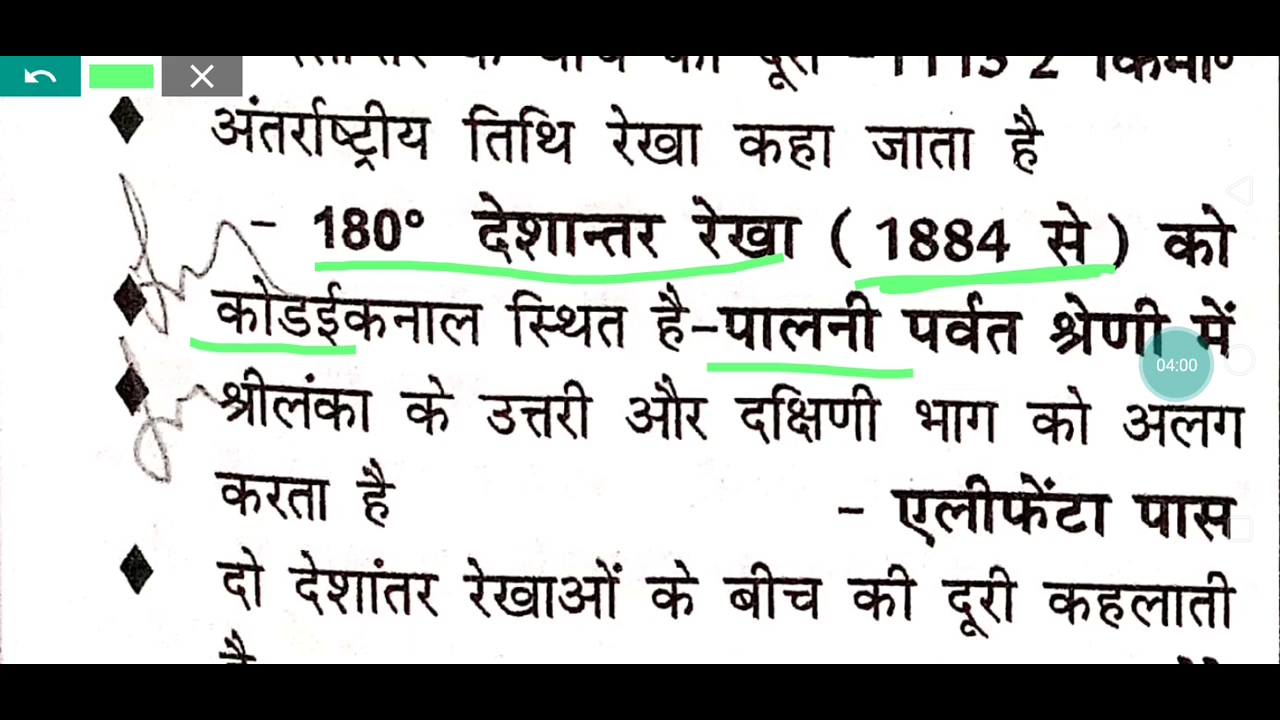 अंतर्राष्ट्रीय तिथि रेखा कहा जाता है
- 180° देशान्तर रेखा ( 1884 से ) को
कोडईकनाल स्थित है-पालनी पर्वत श्रेणी में
04:00
श्रीलंका के उत्तरी और दक्षिणी भाग को अलग
करता है - एलीफेंटा पास
दो देशांतर रेखाओं के बीच की दूरी कहलाती
है